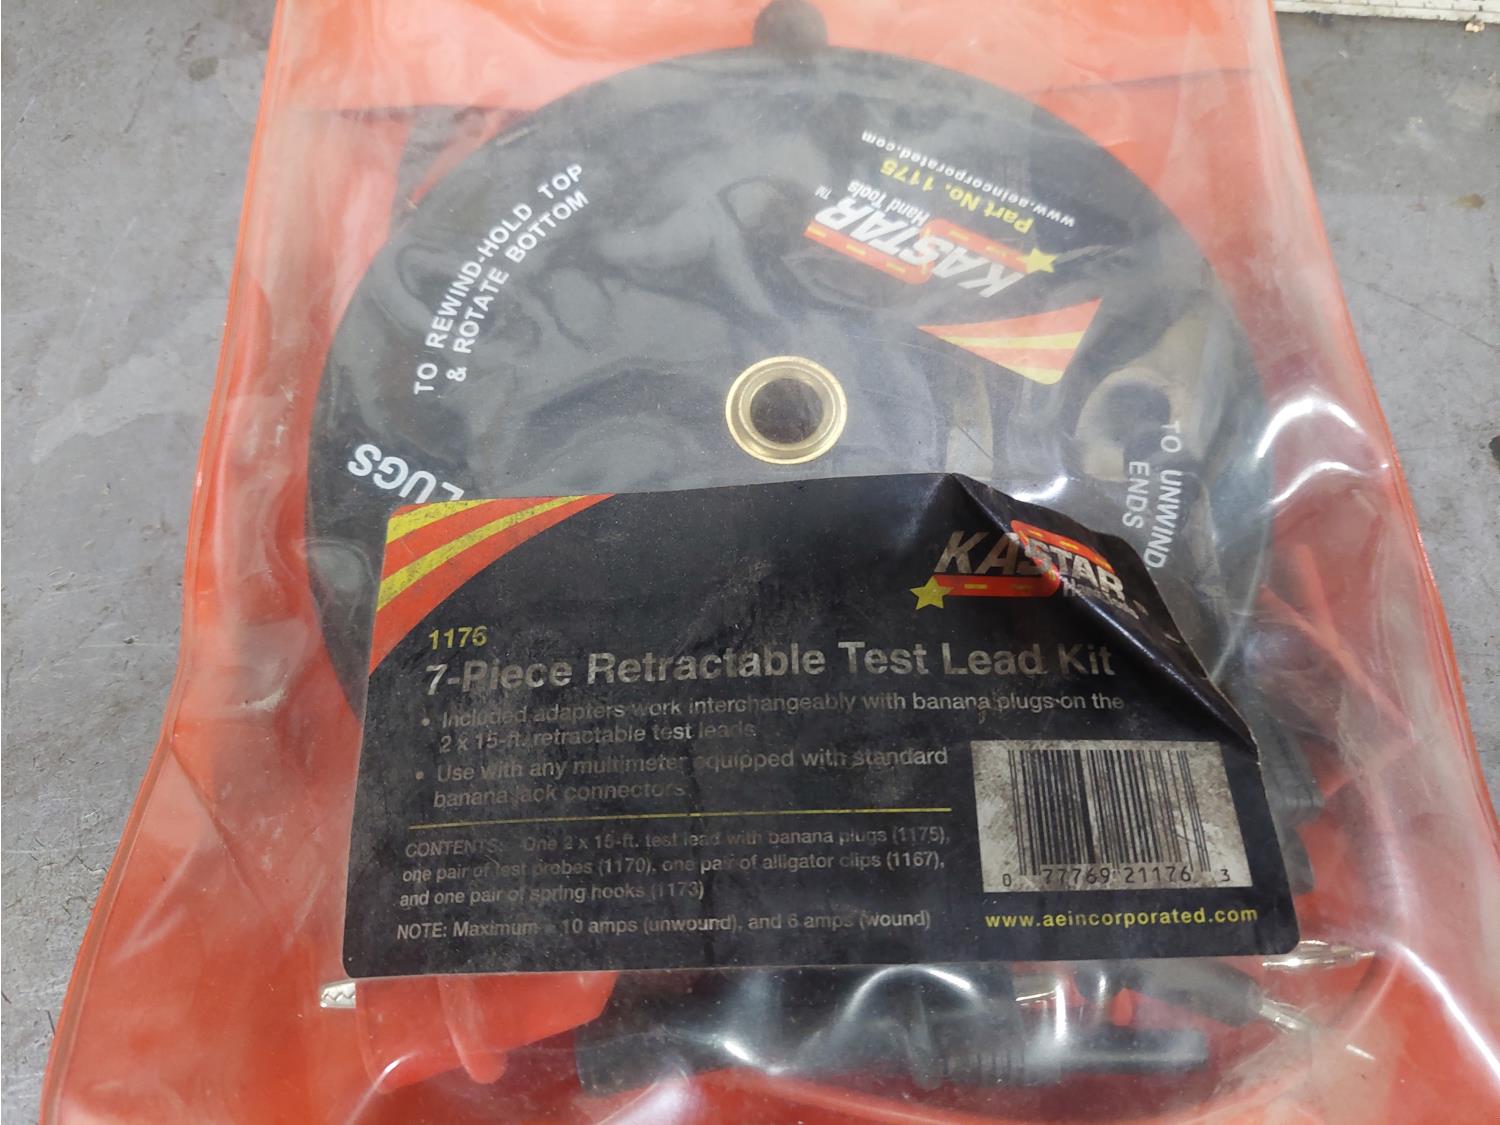 www.aeincorporated.com
Part No. 1175
KASTAR
Hand Tools
TM
TO REWIND-HOLD TOP
& ROTATE BOTTOM
TO UNWIND
ENDS
LUGS
KASTAR
1176
7-Piece Retractable Test Lead Kit
• Included adapters work interchangeably with banana plugs on the
2 x 15-ft. retractable test leads
• Use with any multimeter equipped with standard
banana jack connectors.
CONTENTS: One 2 x 15-ft. test lead with banana plugs (1175),
one pair of test probes (1170), one pair of alligator clips (1167),
and one pair of spring hooks (1173)
NOTE: Maximum = 10 amps (unwound), and 6 amps (wound)
0 77769 21176 3
www.aeincorporated.com